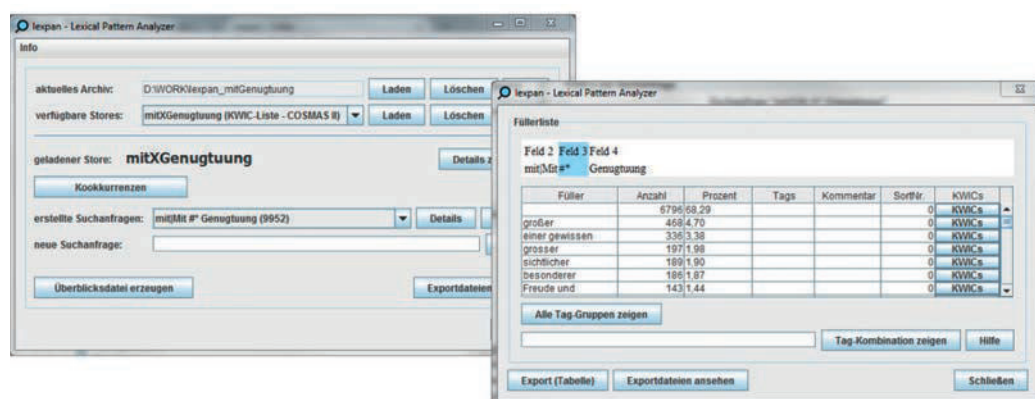 lexpan - Lexical Pattern Analyzer
Info
aktuelles Archiv: D:\WORK\lexpan_mitGenugtuung Laden Löschen
verfügbare Stores: mitXGenugtuung (KWIC-Liste - COSMAS II) Laden Löschen
geladener Store: mitXGenugtuung Details z
Kookkurrenzen
erstellte Suchanfragen: mit|Mit #* Genugtuung (9952) Details
neue Suchanfrage:
Überblicksdatei erzeugen Exportdateien
lexpan - Lexical Pattern Analyzer
Füllerliste
Feld 2 Feld 3 Feld 4
mit|Mit #* Genugtuung
Füller Anzahl Prozent Tags Kommentar SortNr. KWICs
6796 68,29 0 KWICs
großer 468 4,70 0 KWICs
einer gewissen 336 3,38 0 KWICs
grosser 197 1,98 0 KWICs
sichtlicher 189 1,90 0 KWICs
besonderer 186 1,87 0 KWICs
Freude und 143 1,44 0 KWICs
Alle Tag-Gruppen zeigen
Tag-Kombination zeigen Hilfe
Export (Tabelle) Exportdateien ansehen Schließen